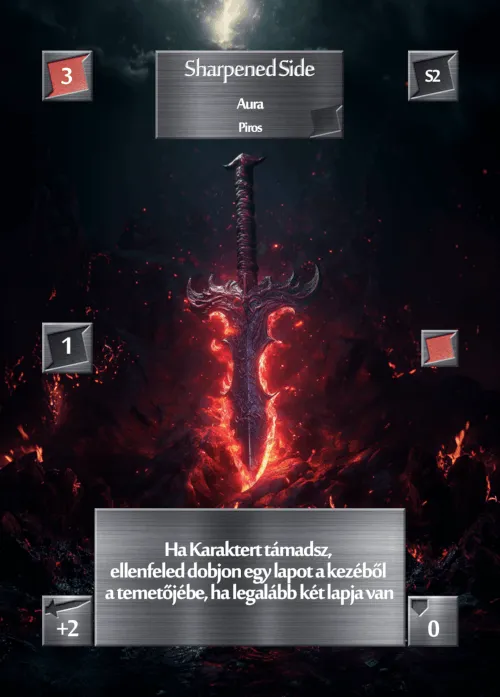 3
Sharpened Side
S2
Aura
Piros
1
Ha Karaktert támadsz,
ellenfeled dobjon egy lapot a kezéből
a temetőjébe, ha legalább két lapja van
+2
0